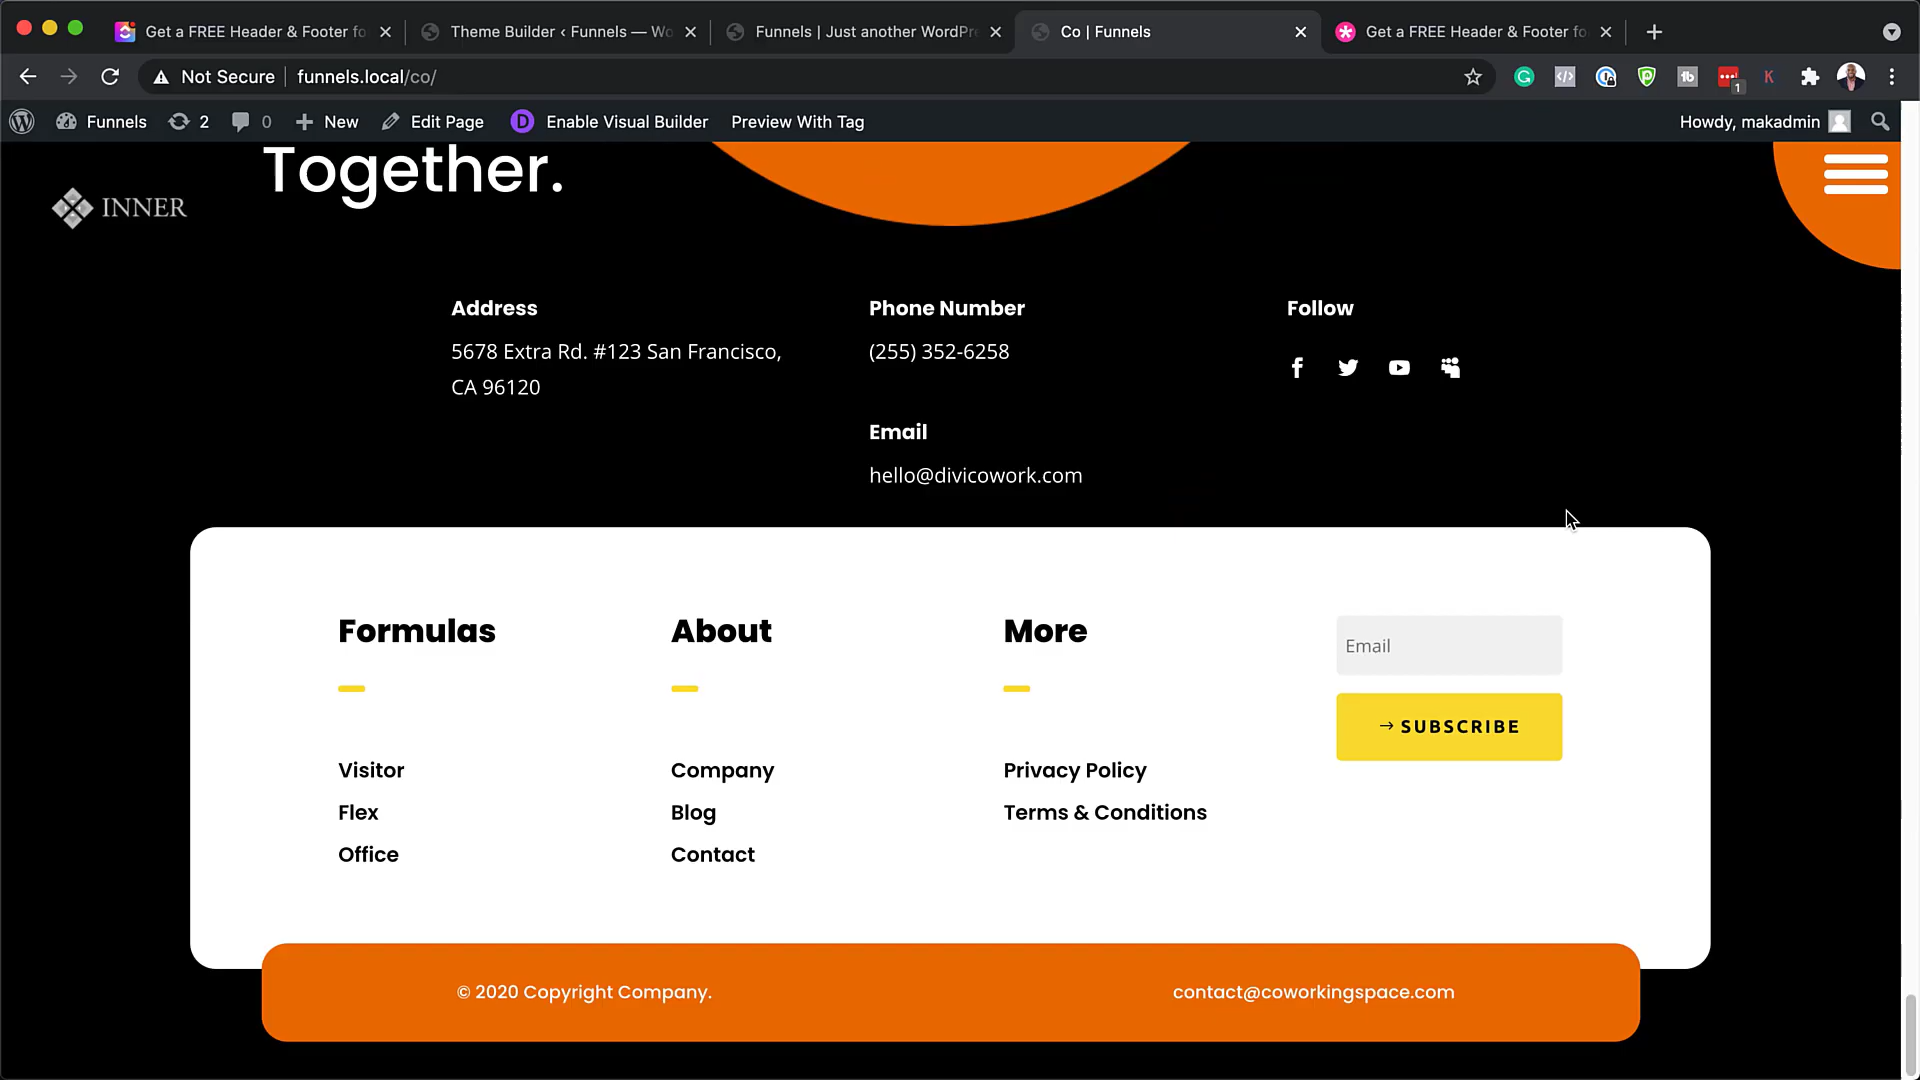 Get a FREE Header & Footer fo
Theme Builder ‹ Funnels — Wo
Funnels | Just another WordPre
Co | Funnels
Get a FREE Header & Footer fo
Not Secure
funnels.local/co/
1
Funnels
2
0
New
Edit Page
D
Enable Visual Builder
Preview With Tag
Howdy, makadmin
Together.
INNER
Address
5678 Extra Rd. #123 San Francisco,
CA 96120
Phone Number
(255) 352-6258
Email
hello@divicowork.com
Follow
Formulas
Visitor
Flex
Office
About
Company
Blog
Contact
More
Privacy Policy
Terms & Conditions
Email
→ SUBSCRIBE
© 2020 Copyright Company.
contact@coworkingspace.com